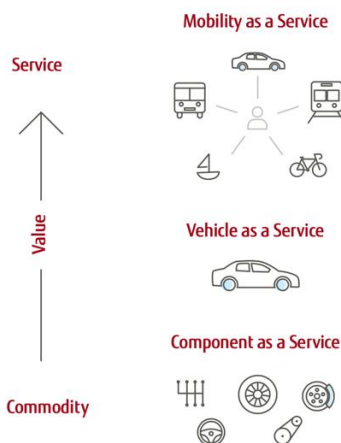 Mobility as a Service
Service
Value
Vehicle as a Service
Component as a Service
Commodity